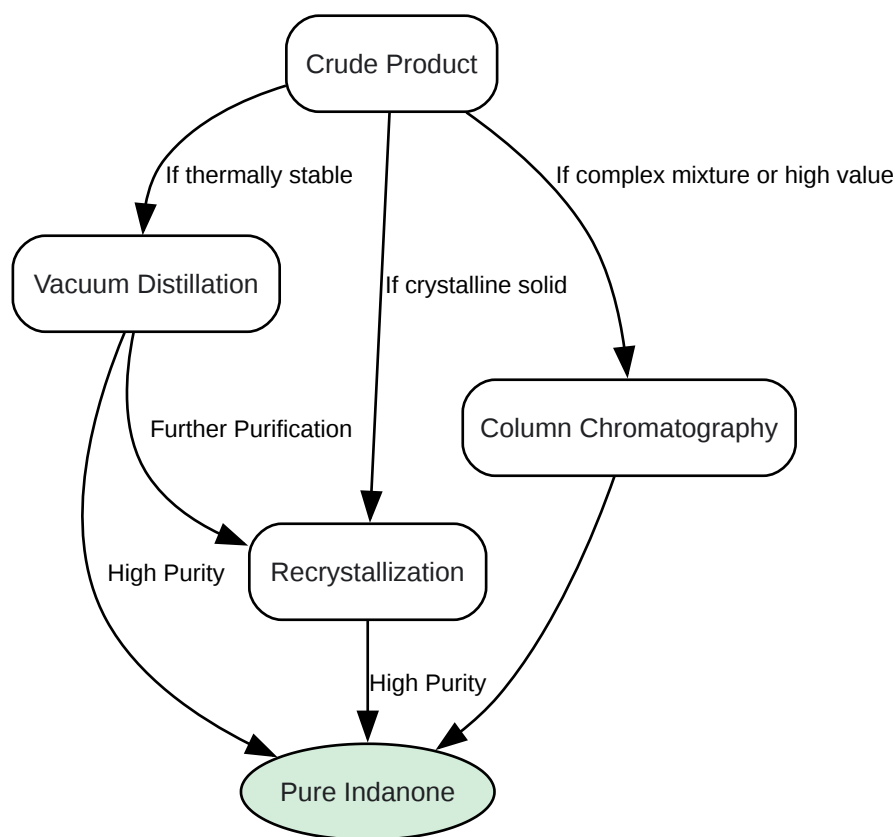 Crude Product
If thermally stable
If complex mixture or high value
Vacuum Distillation
If crystalline solid
Further Purification
Column Chromatography
High Purity
Recrystallization
High Purity
Pure Indanone